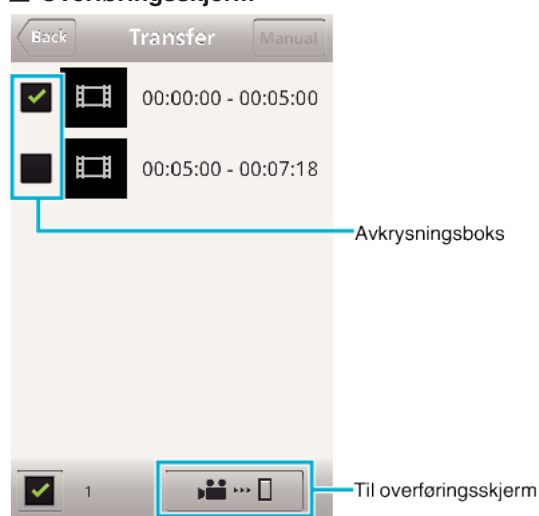 ■ Overføringsskjerm
Back Transfer Manual
00:00:00 - 00:05:00
00:05:00 - 00:07:18
Avkrysningsboks
1
Til overføringsskjerm